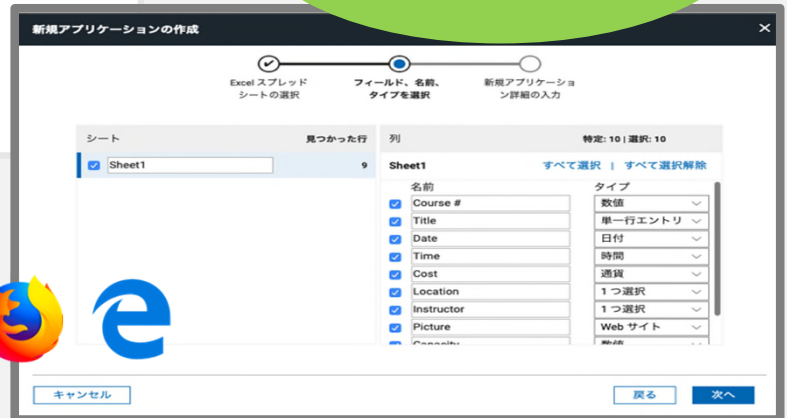 新規アプリケーションの作成
Excel スプレッド
シートの選択
フィールド、名前、
タイプを選択
新規アプリケーショ
ン詳細の入力
シート 見つかった行
Sheet1 9
列 特定: 10 | 選択: 10
Sheet1 すべて選択 | すべて選択解除
名前 タイプ
Course # 数値
Title 単一行エントリ
Date 日付
Time 時間
Cost 通貨
Location 1 つ選択
Instructor 1 つ選択
Picture Web サイト
Capacity 数値
キャンセル 戻る 次へ